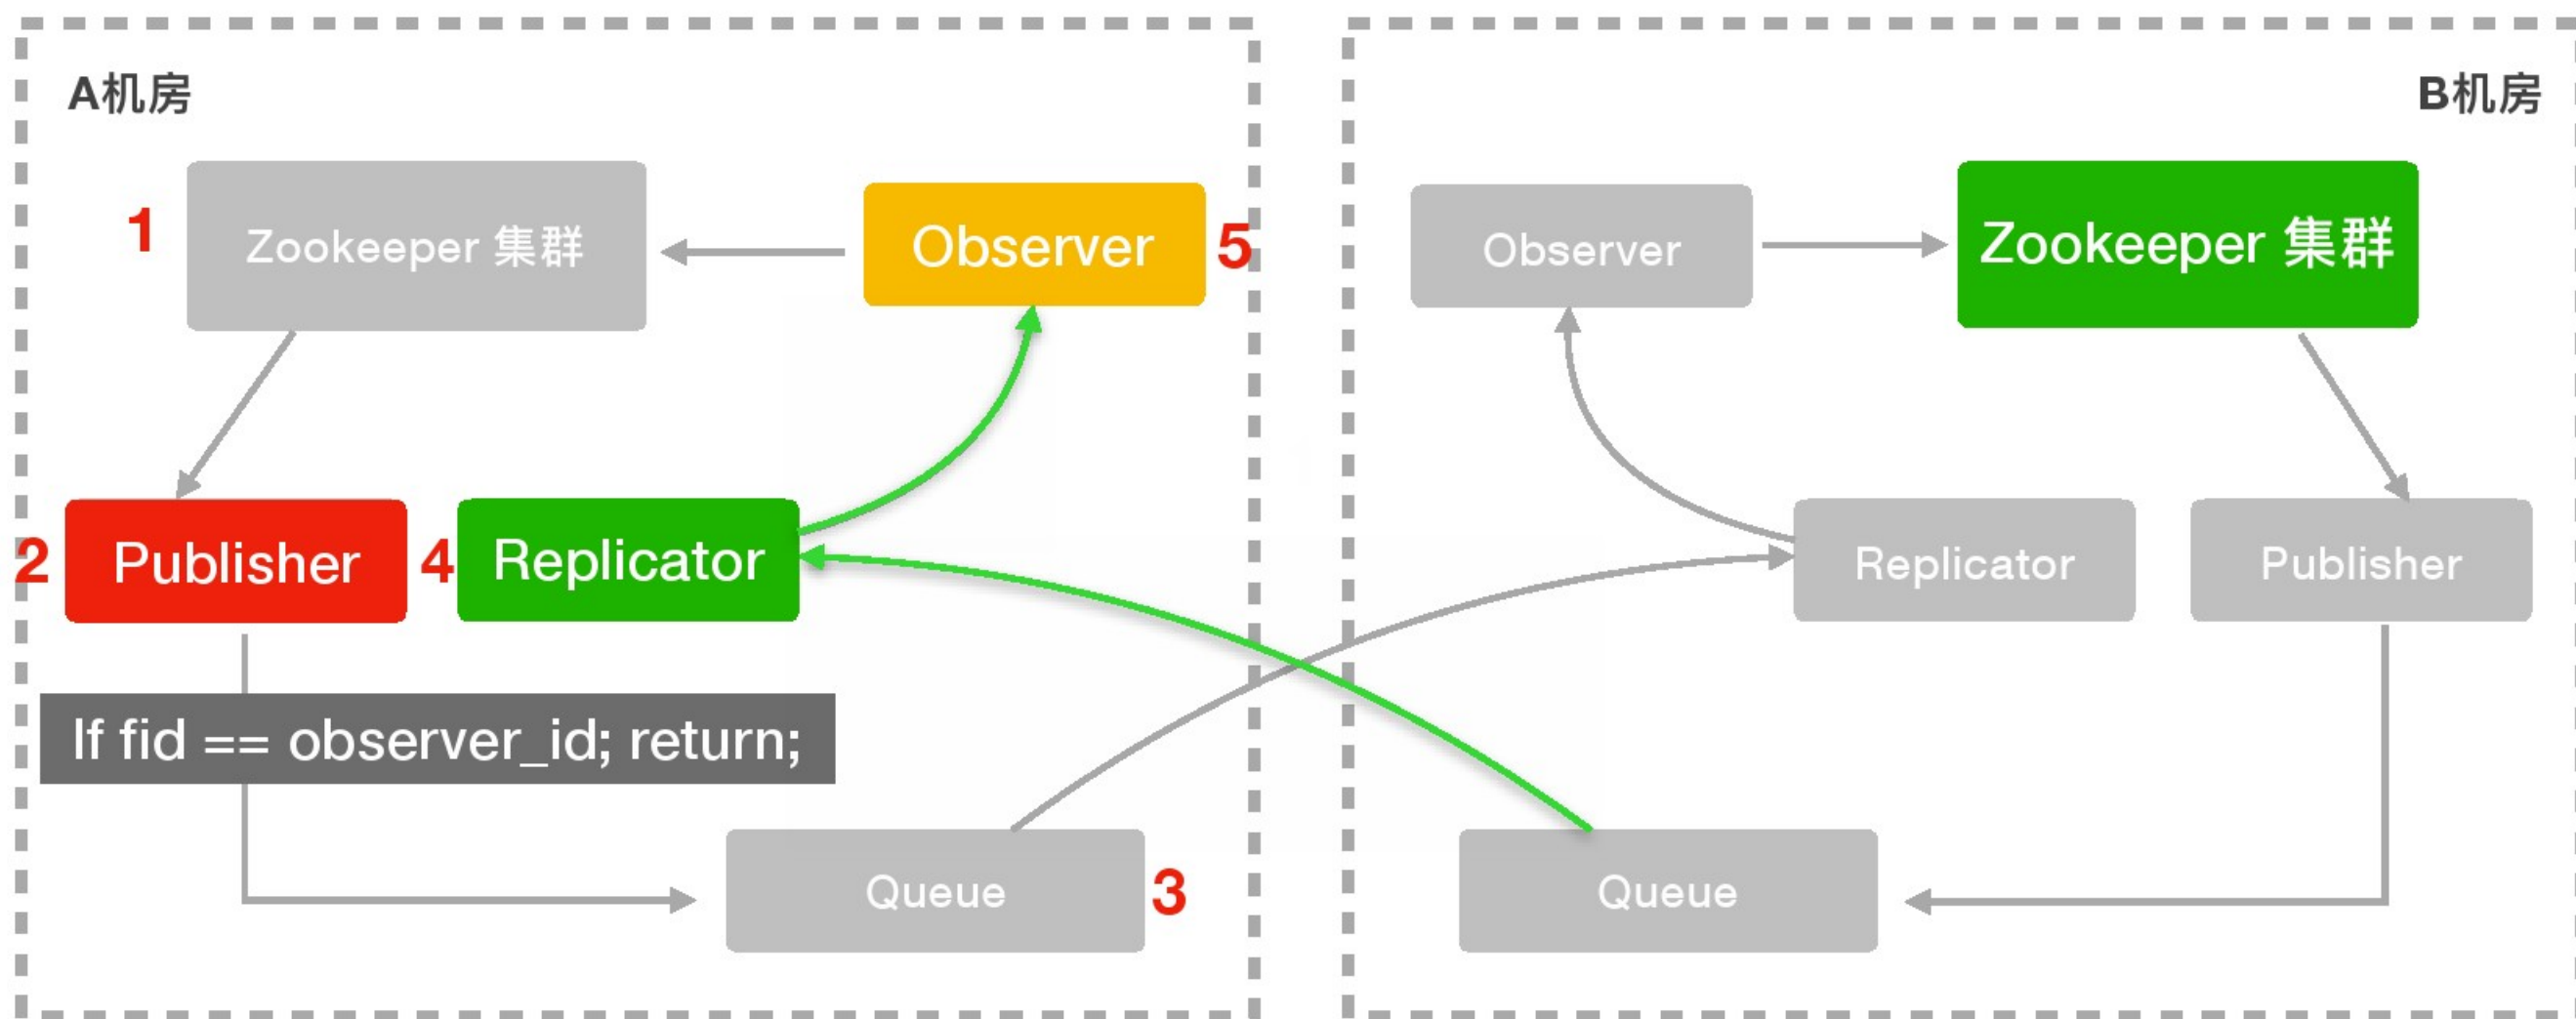 A机房
B机房
1
Zookeeper 集群
Observer
5
Observer
Zookeeper 集群
2
Publisher
4
Replicator
Replicator
Publisher
If fid == observer_id; return;
Queue
3
Queue